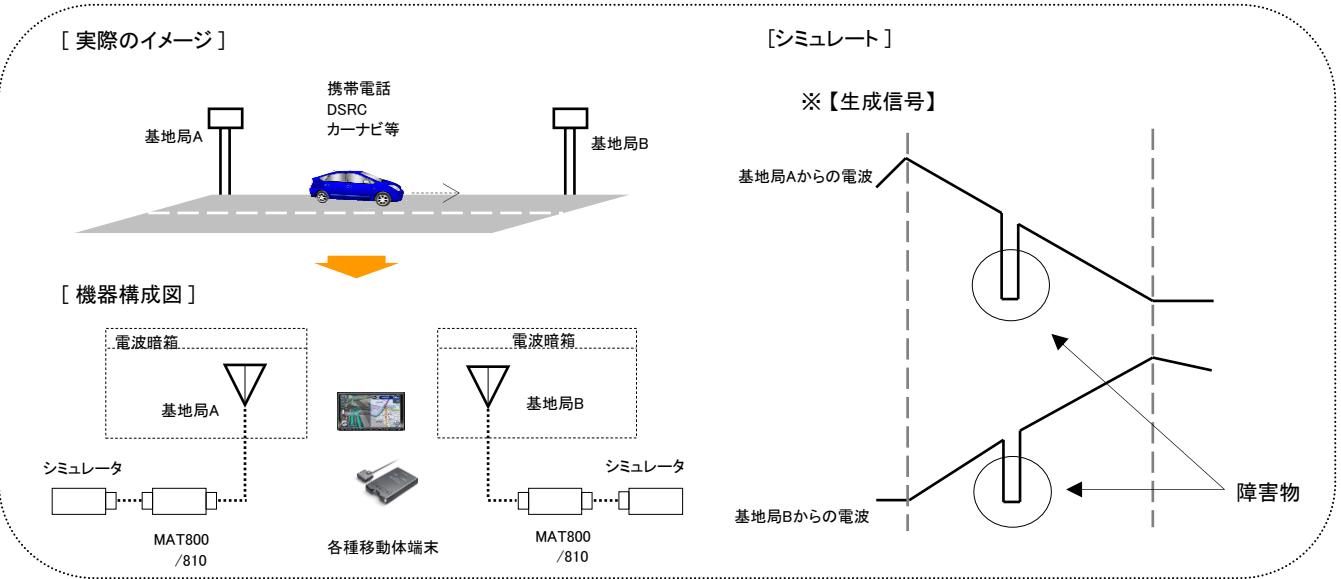 [ 実際のイメージ ]
携帯電話
DSRC
カーナビ等
基地局A
基地局B
[ 機器構成図 ]
電波暗箱
基地局A
シミュレータ
MAT800
/810
各種移動体端末
電波暗箱
基地局B
シミュレータ
MAT800
/810
[シミュレート ]
※【生成信号】
基地局Aからの電波
基地局Bからの電波
障害物